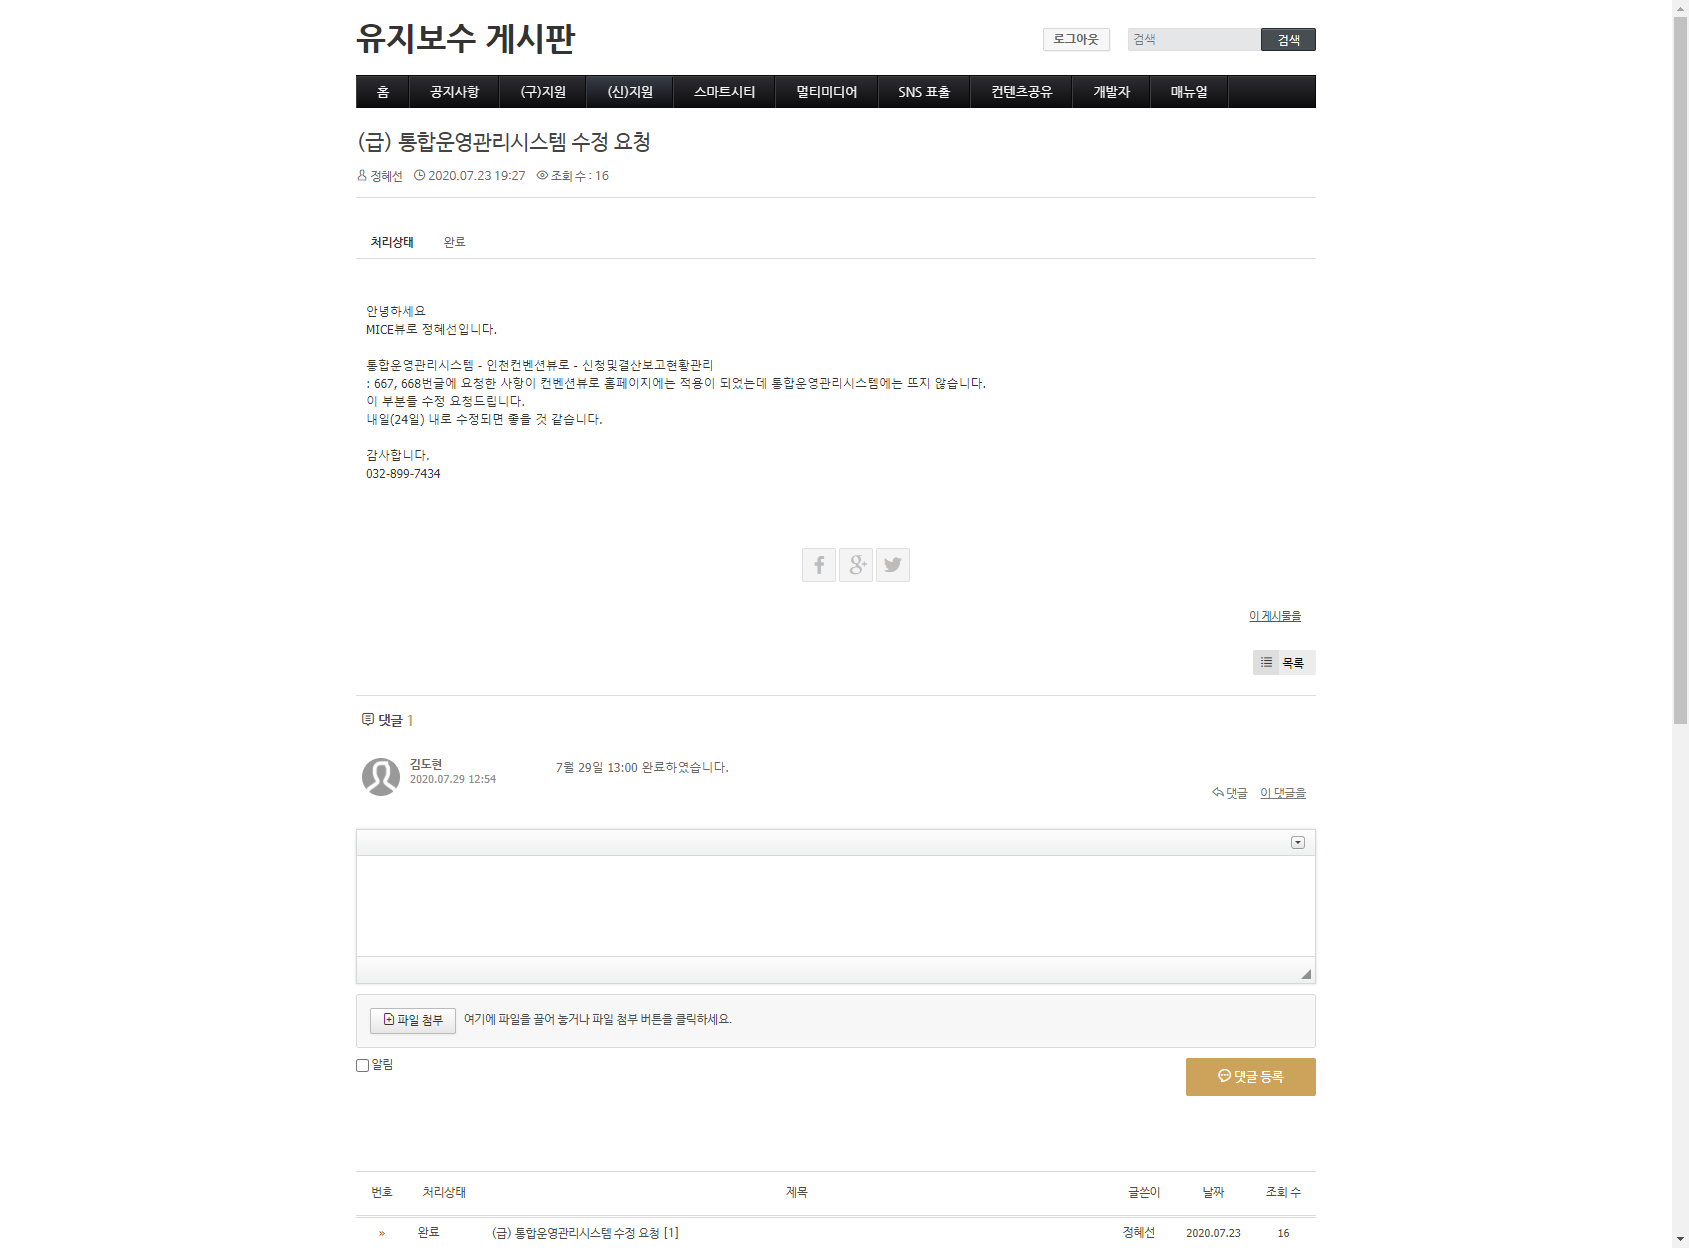 유지보수 게시판
로그아웃
검색
검색
홈 공지사항 (구)지원 (신)지원 스마트시티 멀티미디어 SNS 표출 컨텐츠공유 개발자 매뉴얼
(급) 통합운영관리시스템 수정 요청
정혜선 2020.07.23 19:27 조회 수 : 16
처리상태 완료
안녕하세요
MICE뷰로 정혜선입니다.
통합운영관리시스템 - 인천컨벤션뷰로 - 신청및결산보고현황관리
: 667, 668번글에 요청한 사항이 컨벤션뷰로 홈페이지에는 적용이 되었는데 통합운영관리시스템에는 뜨지 않습니다.
이 부분들 수정 요청드립니다.
내일(24일) 내로 수정되면 좋을 것 같습니다.
감사합니다.
032-899-7434
이 게시물을
목록
댓글 1
김도현
2020.07.29 12:54
7월 29일 13:00 완료하였습니다.
댓글 이 댓글을
파일 첨부 여기에 파일을 끌어 놓거나 파일 첨부 버튼을 클릭하세요.
알림
댓글 등록
번호 처리상태 제목 글쓴이 날짜 조회 수
» 완료 (급) 통합운영관리시스템 수정 요청 [1] 정혜선 2020.07.23 16